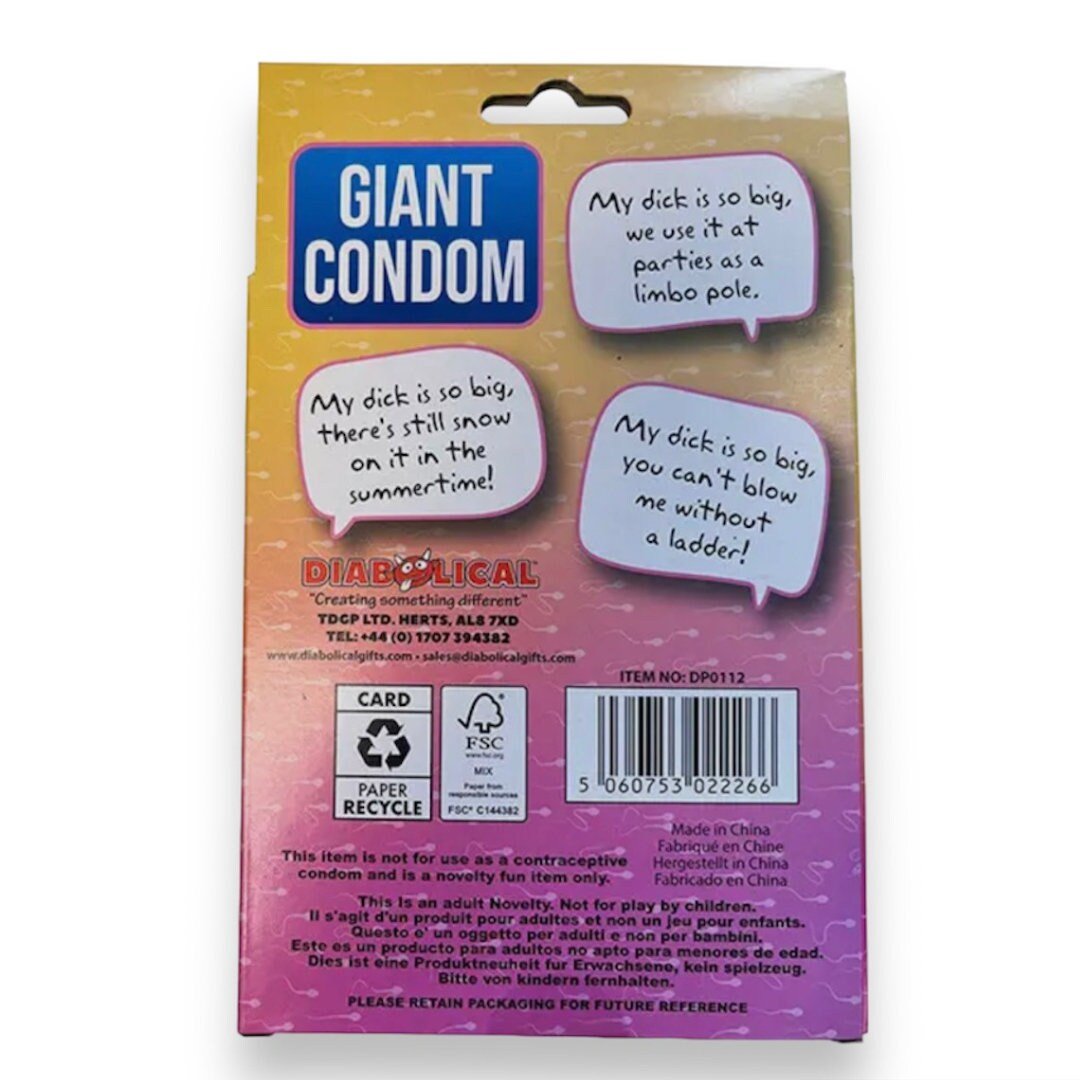 GIANT
CONDOM
My dick is so big,
we use it at
parties as a
limbo pole.
My dick is so big,
there's still snow
on it in the
summertime!
My dick is so big,
you can't blow
me without
a ladder!
DIABOLICAL
"Creating something different"
TDGP LTD. HERTS, AL8 7XD
TEL: +44 (0) 1707 394382
www.diabolicalgifts.com • sales@diabolicalgifts.com
CARD
PAPER
RECYCLE
FSC
www.fsc.org
MIX
Paper from
responsible sources
FSC® C144382
ITEM NO: DP0112
5 060753 022266
Made in China
Fabriqué en Chine
Hergestellt in China
Fabricado en China
This item is not for use as a contraceptive
condom and is a novelty fun item only.
This Is an adult Novelty. Not for play by children.
Il s'agit d'un produit pour adultes et non un jeu pour enfants.
Questo e' un oggetto per adulti e non per bambini.
Este es un producto para adultos no apto para menores de edad.
Dies ist eine Produktneuheit fur Erwachsene, kein spielzeug.
Bitte von kindern fernhalten.
PLEASE RETAIN PACKAGING FOR FUTURE REFERENCE